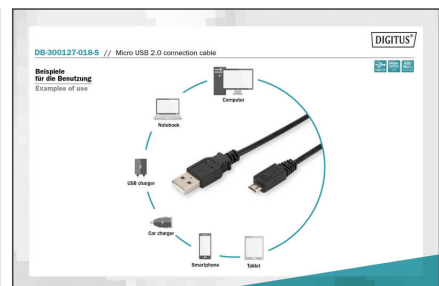 DIGITUS®
DB-300127-018-S // Micro USB 2.0 connection cable
Beispiele
für die Benutzung
Examples of use
Computer
Notebook
USB charger
Car charger
Smartphone
Tablet